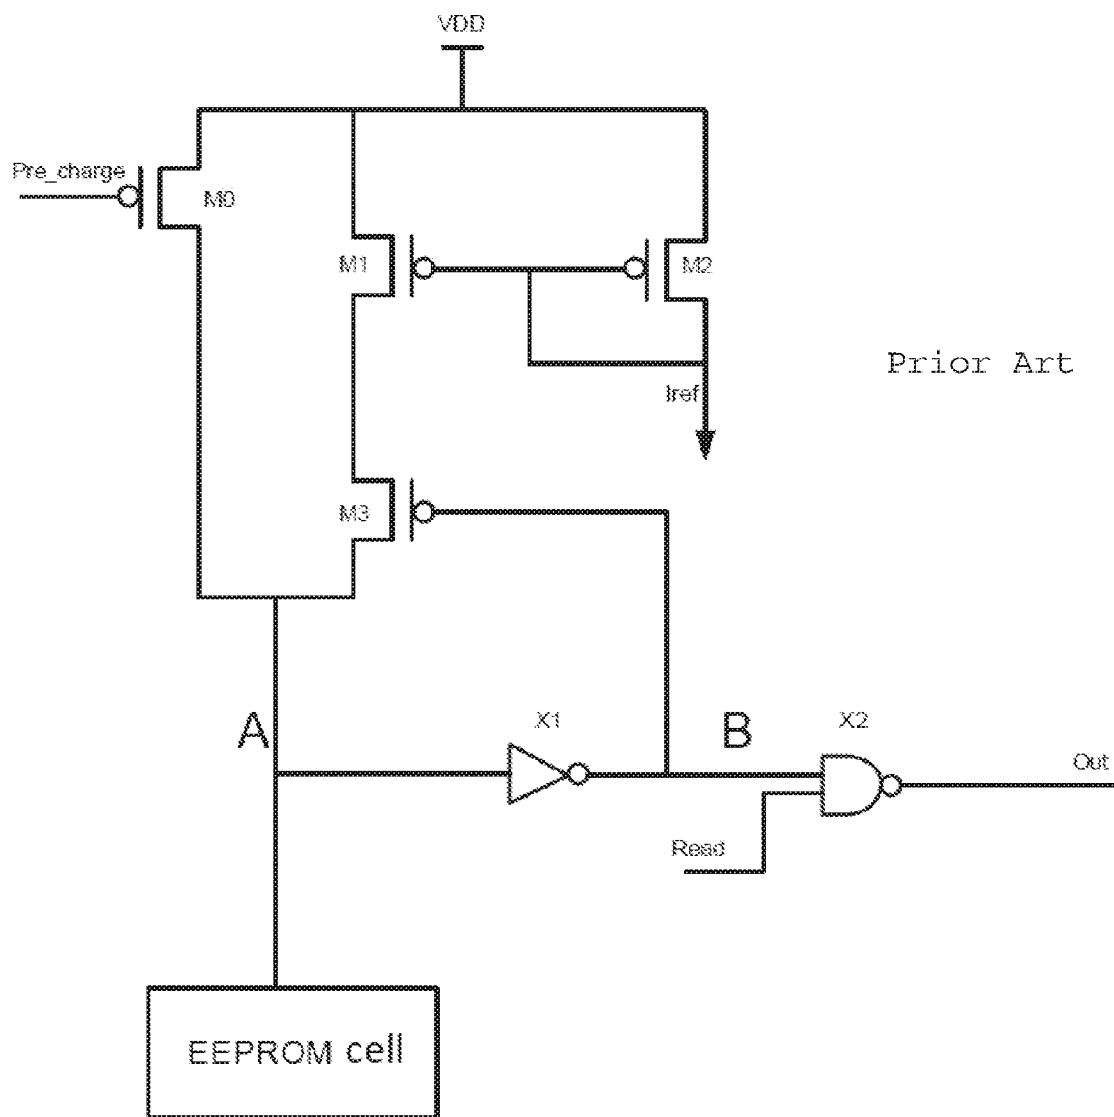 VDD
Pre_charge
M0
M1
M2
Prior Art
Iref
M3
A
X1
B
X2
Out
Read
EEPROM cell